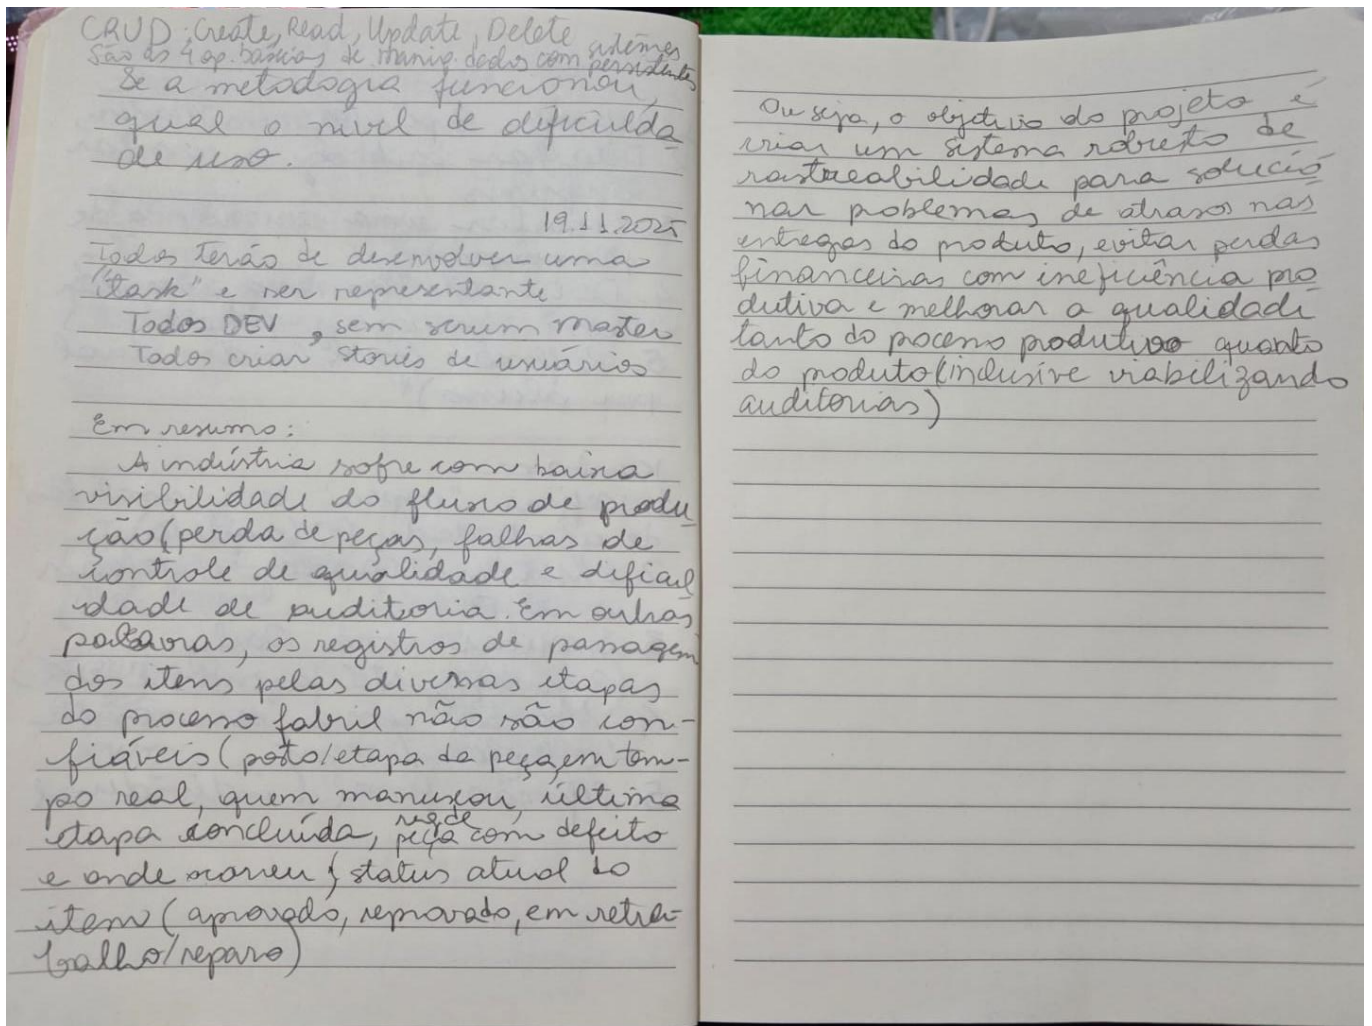 CRUD: Create, Read, Update, Delete
São as 4 op. básicas de manip. dados com sistemas
persistentes
Se a metodogia funcionou,
qual o nível de dificulda
de uso.
19.11.2025
Todos terão de desenvolver uma
"task" e ser representante
Todos DEV, sem scrum master
Todos criar stories de usuários
Em resumo:
A indústria sofre com baixa
visibilidade do fluxo de produ
ção (perda de peças, falhas de
controle de qualidade e dificul
dade de auditoria. Em outras
palavras, os registros de passagem
dos itens pelas diversas etapas
do processo fabril não são con-
fiáveis (posto/etapa da peça em tem-
po real, quem manuseou, última
etapa concluída,
peça com defeito
e onde ocorreu, status atual do
item (aprovado, reprovado, em retra-
balho/reparo)
Ou seja, o objetivo do projeto é
criar um sistema robusto de
rastreabilidade para solucio
nar problemas de atrasos nas
entregas do produto, evitar perdas
financeiras com ineficiência pro
dutiva e melhorar a qualidade
tanto do processo produtivo quanto
do produto (inclusive viabilizando
auditorias)